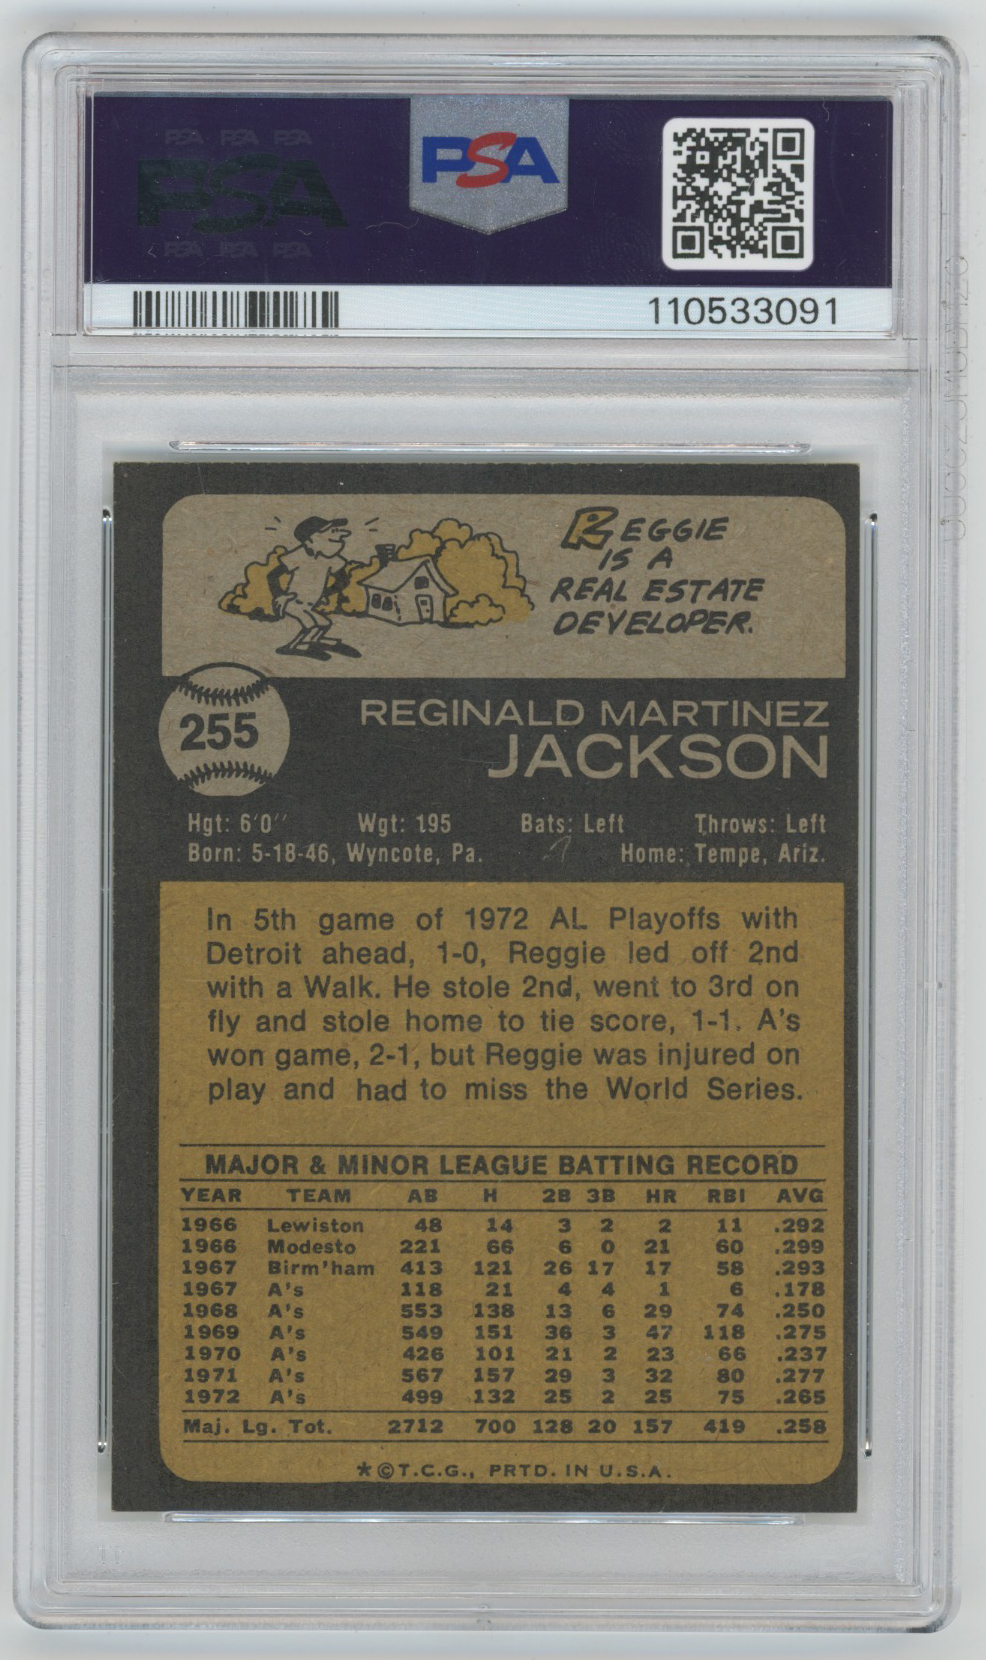 PSA PSA PSA
PSA
PSA PSA PSA
PSA
110533091
REGGIE
IS A
REAL ESTATE
DEVELOPER.
255
REGINALD MARTINEZ
JACKSON
Hgt: 6'0" Wgt: 195 Bats: Left Throws: Left
Born: 5-18-46, Wyncote, Pa. Home: Tempe, Ariz.
In 5th game of 1972 AL Playoffs with
Detroit ahead, 1-0, Reggie led off 2nd
with a Walk. He stole 2nd, went to 3rd on
fly and stole home to tie score, 1-1. A's
won game, 2-1, but Reggie was injured on
play and had to miss the World Series.
MAJOR & MINOR LEAGUE BATTING RECORD
YEAR TEAM AB H 2B 3B HR RBI AVG
1966 Lewiston 48 14 3 2 2 11 .292
1966 Modesto 221 66 6 0 21 60 .299
1967 Birm'ham 413 121 26 17 17 58 .293
1967 A's 118 21 4 4 1 6 .178
1968 A's 553 138 13 6 29 74 .250
1969 A's 549 151 36 3 47 118 .275
1970 A's 426 101 21 2 23 66 .237
1971 A's 567 157 29 3 32 80 .277
1972 A's 499 132 25 2 25 75 .265
Maj. Lg. Tot. 2712 700 128 20 157 419 .258
*©T.C.G., PRTD. IN U.S.A.